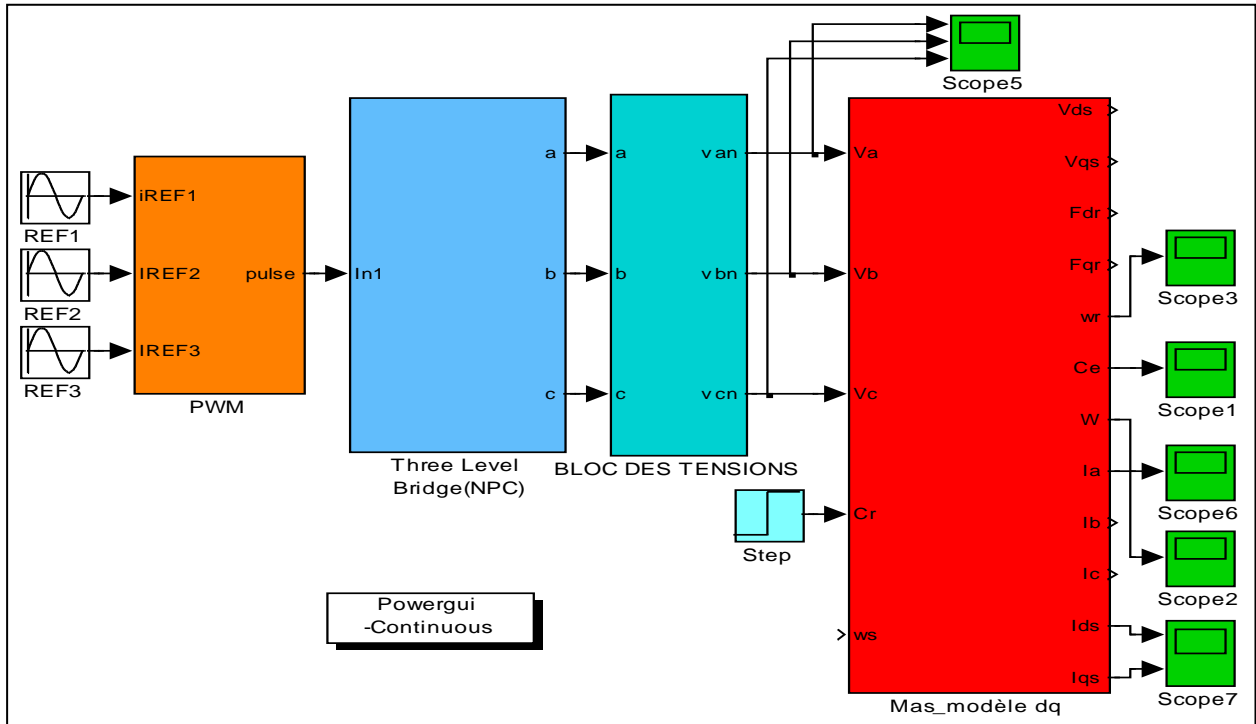 Scope5
Vds
a
a
van
Va
Vqs
iREF1
Fdr
REF1
IREF2
pulse
In1
b
b
vbn
Vb
Fqr
Scope3
REF2
wr
IREF3
Ce
REF3
PWM
c
c
vcn
Vc
Scope1
W
Three Level
Bridge(NPC)
BLOC DES TENSIONS
Ia
Scope6
Cr
Ib
Step
Ic
Scope2
Powergui
-Continuous
ws
Ids
Iqs
Scope7
Mas_modèle dq